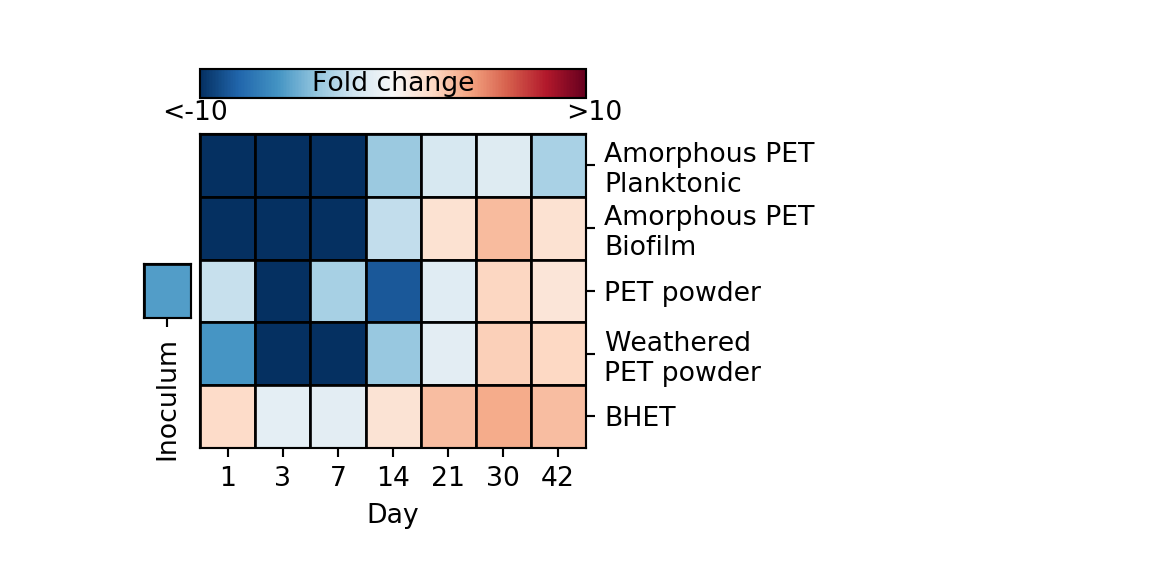 Fold change
<-10
>10
Amorphous PET
Planktonic
Amorphous PET
Biofilm
PET powder
Weathered
PET powder
BHET
Inoculum
1 3 7 14 21 30 42
Day